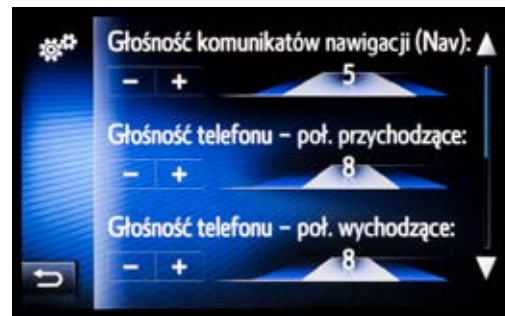 Głośność komunikatów nawigacji (Nav):
− + 5
Głośność telefonu – poł. przychodzące:
− + 8
Głośność telefonu – poł. wychodzące:
− + 8